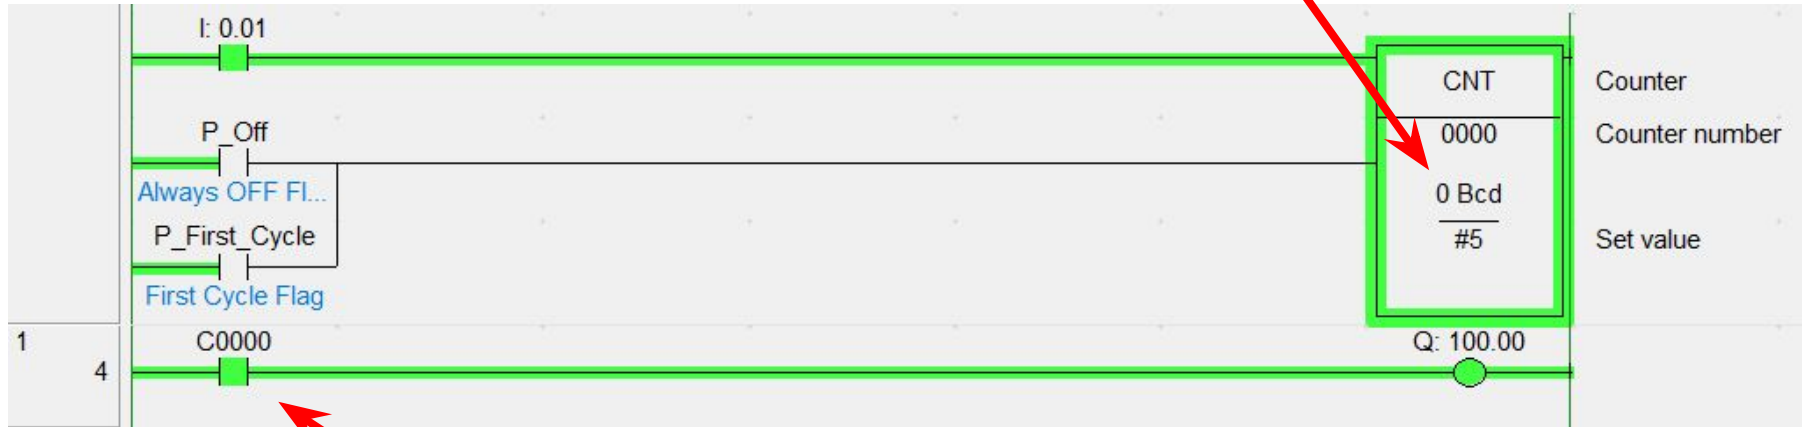 I: 0.01
CNT Counter
P_Off 0000 Counter number
Always OFF Fl... 0 Bcd
P_First_Cycle #5 Set value
First Cycle Flag
1 C0000 Q: 100.00
4